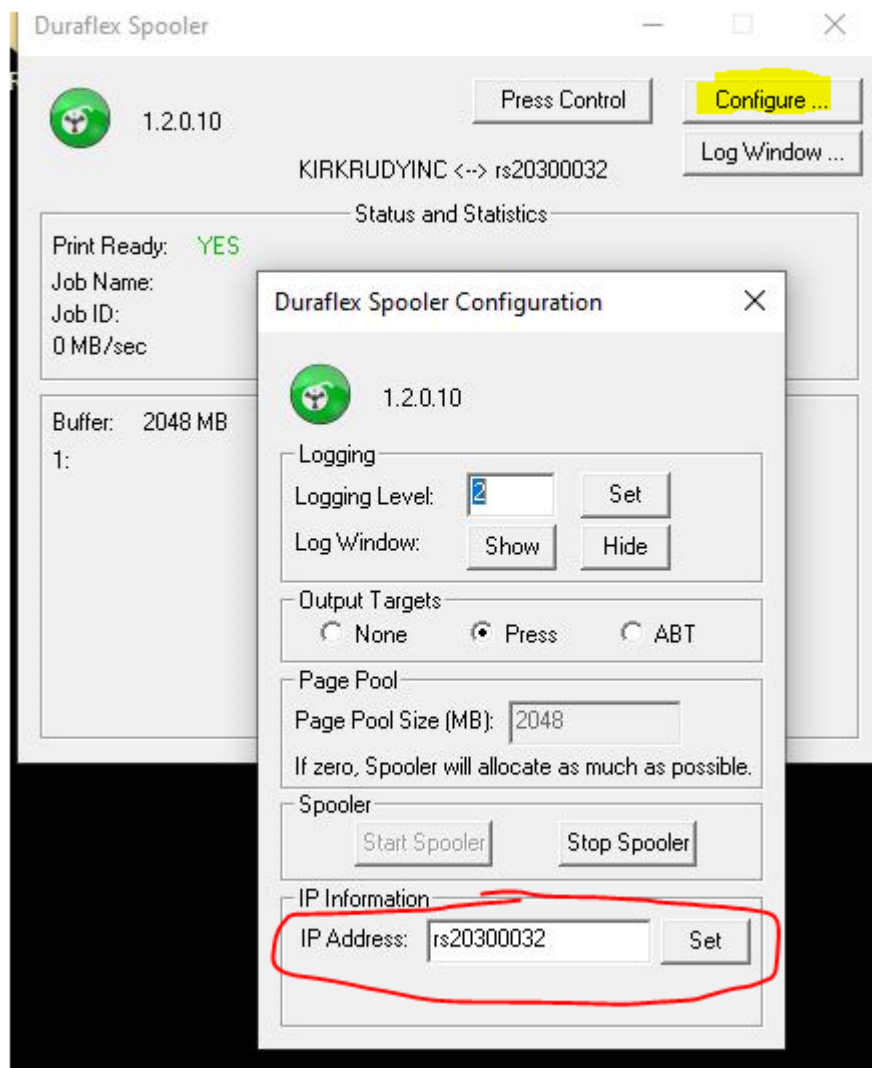 Duraflex Spooler
1.2.0.10
Press Control
Configure ...
Log Window ...
KIRKRUDYINC <--> rs20300032
Status and Statistics
Print Ready: YES
Job Name:
Job ID:
0 MB/sec
Buffer: 2048 MB
1:
Duraflex Spooler Configuration
1.2.0.10
Logging
Logging Level: 2 Set
Log Window: Show Hide
Output Targets
None Press ABT
Page Pool
Page Pool Size (MB): 2048
If zero, Spooler will allocate as much as possible.
Spooler
Start Spooler Stop Spooler
IP Information
IP Address: rs20300032 Set